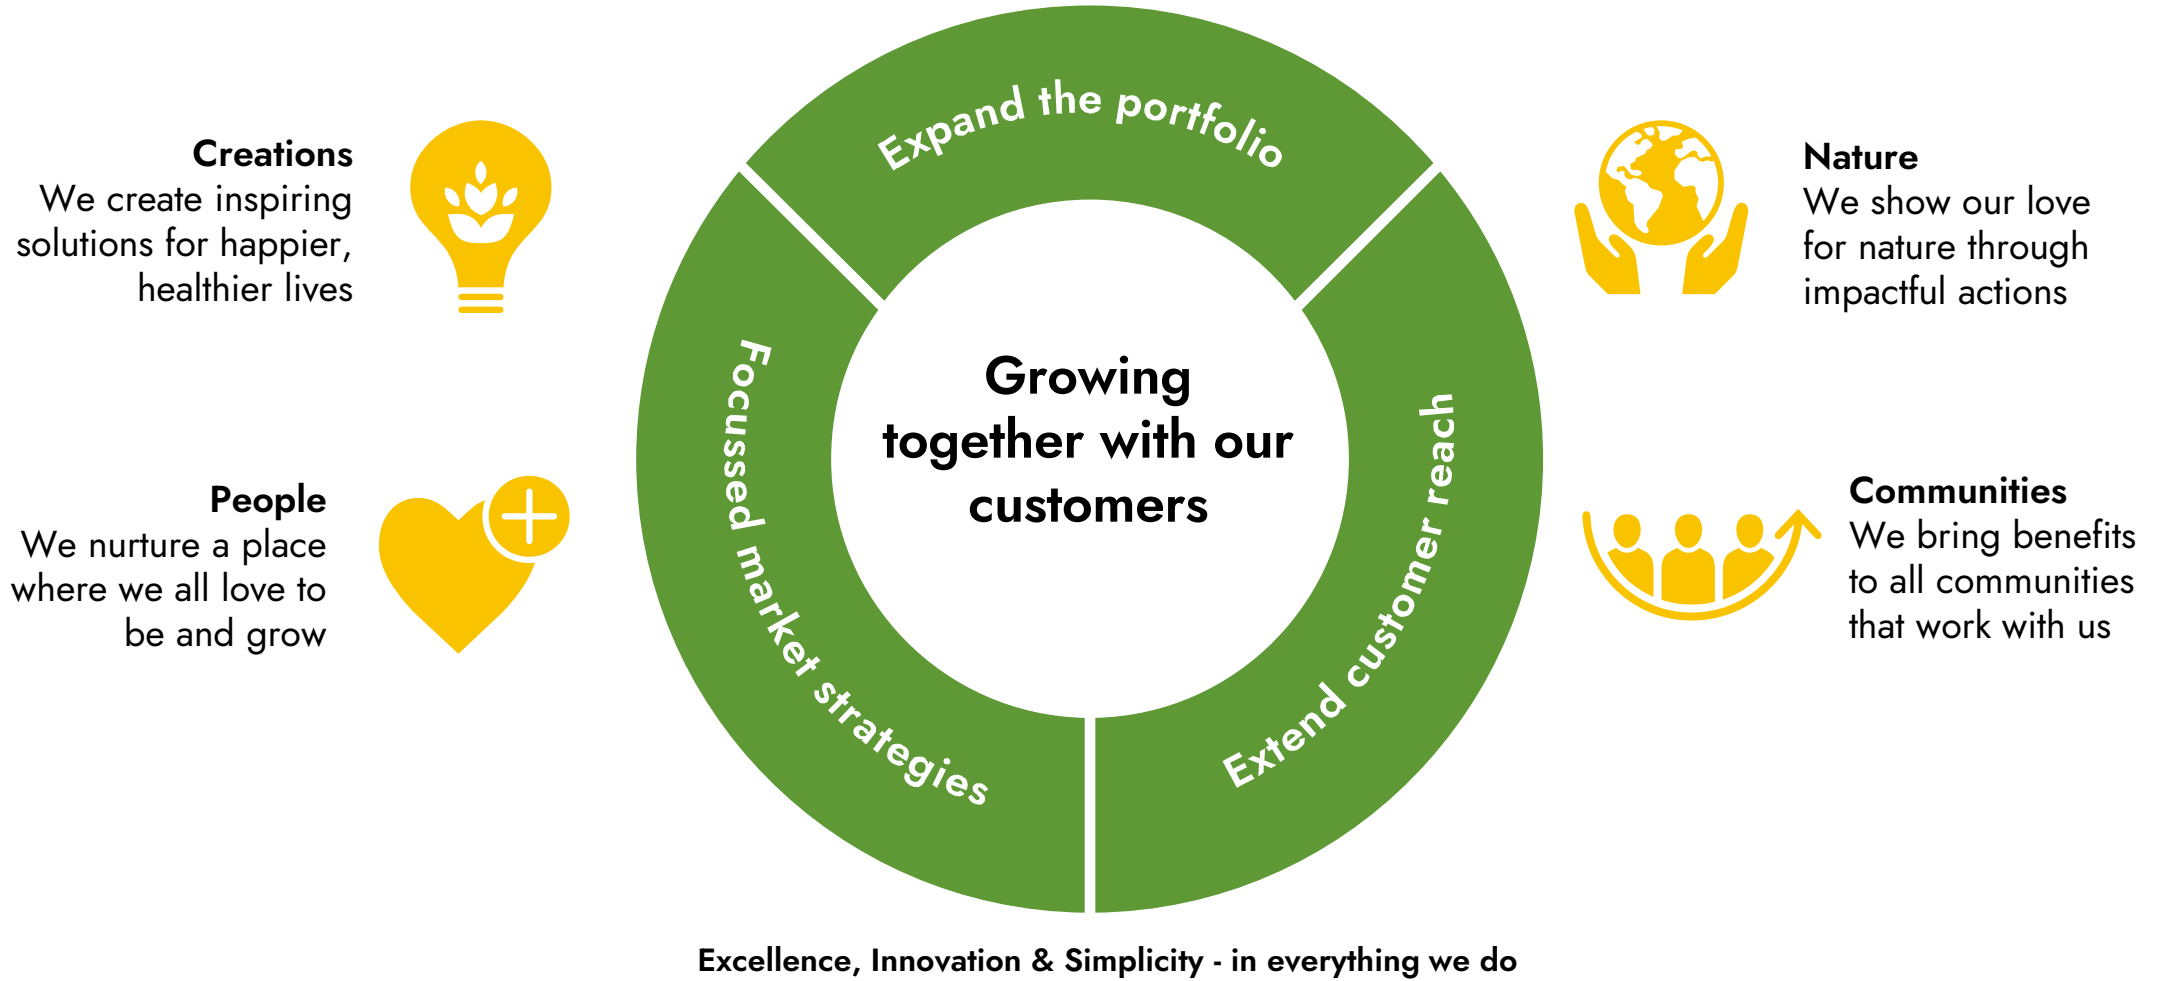 Creations
We create inspiring
solutions for happier,
healthier lives
People
We nurture a place
where we all love to
be and grow
Expand the portfolio
Focussed market strategies
Extend customer reach
Growing
together with our
customers
Nature
We show our love
for nature through
impactful actions
Communities
We bring benefits
to all communities
that work with us
Excellence, Innovation & Simplicity - in everything we do